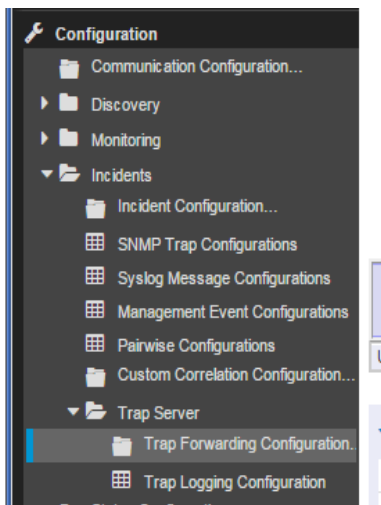 Configuration
Communication Configuration...
Discovery
Monitoring
Incidents
Incident Configuration...
SNMP Trap Configurations
Syslog Message Configurations
Management Event Configurations
Pairwise Configurations
Custom Correlation Configuration...
Trap Server
Trap Forwarding Configuration.
Trap Logging Configuration